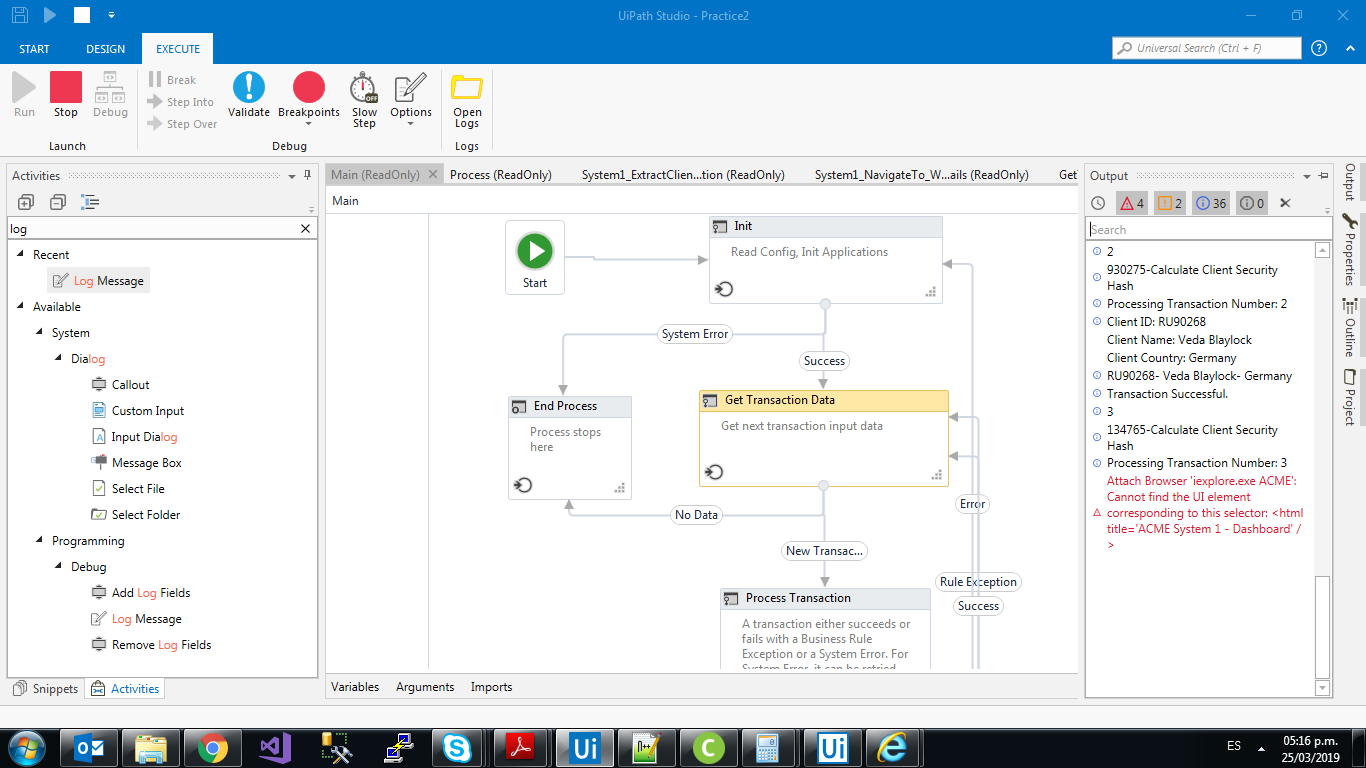 UiPath Studio - Practice2
START
DESIGN
EXECUTE
Universal Search (Ctrl + F)
Run
Stop
Debug
Launch
Break
Step Into
Step Over
Validate
Breakpoints
Slow
Step
OFF
Options
Debug
Open
Logs
Logs
Activities
log
Recent
Log Message
Available
System
Dialog
Callout
Custom Input
Input Dialog
Message Box
Select File
Select Folder
Programming
Debug
Add Log Fields
Log Message
Remove Log Fields
Snippets
Activities
Main (ReadOnly)
Process (ReadOnly)
System1_ExtractClien...tion (ReadOnly)
System1_NavigateTo_W...ails (ReadOnly)
Get
Main
Start
Init
Read Config, Init Applications
System Error
Success
End Process
Process stops
here
Get Transaction Data
Get next transaction input data
No Data
Error
New Transac...
Rule Exception
Success
Process Transaction
A transaction either succeeds or
fails with a Business Rule
Exception or a System Error. For
System Error, it can be retried
Variables
Arguments
Imports
Output
4
2
36
0
Search
2
930275-Calculate Client Security
Hash
Processing Transaction Number: 2
Client ID: RU90268
Client Name: Veda Blaylock
Client Country: Germany
RU90268- Veda Blaylock- Germany
Transaction Successful.
3
134765-Calculate Client Security
Hash
Processing Transaction Number: 3
Attach Browser 'iexplore.exe ACME':
Cannot find the UI element
corresponding to this selector: <html
title='ACME System 1 - Dashboard' /
>
Output
Properties
Outline
Project
Ui
Ui
ES
05:16 p.m.
25/03/2019